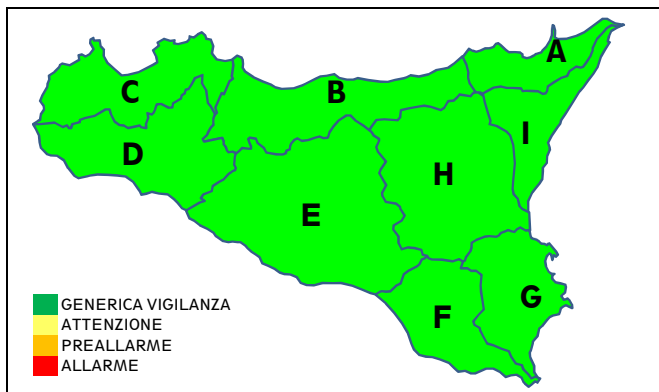 A
B
C
I
D
H
E
G
F
GENERICA VIGILANZA
ATTENZIONE
PREALLARME
ALLARME